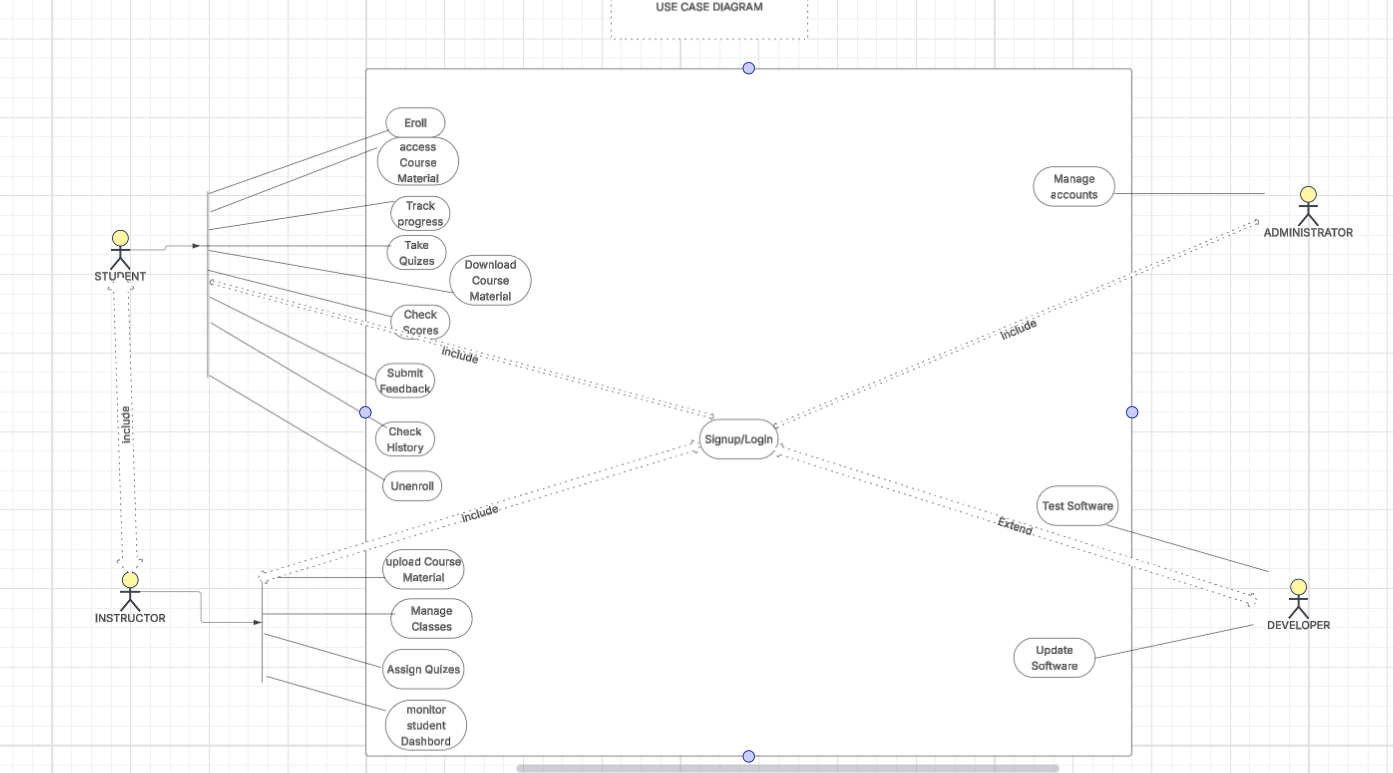 USE CASE DIAGRAM
Eroll
access
Course
Material
Track
progress
Take
Quizes
Download
Course
Material
Check
Scores
include
Submit
Feedback
Check
History
Unenroll
STUDENT
include
INSTRUCTOR
Signup/Login
include
upload Course
Material
Manage
Classes
Assign Quizes
monitor
student
Dashbord
Manage
accounts
ADMINISTRATOR
Include
Test Software
Extend
DEVELOPER
Update
Software